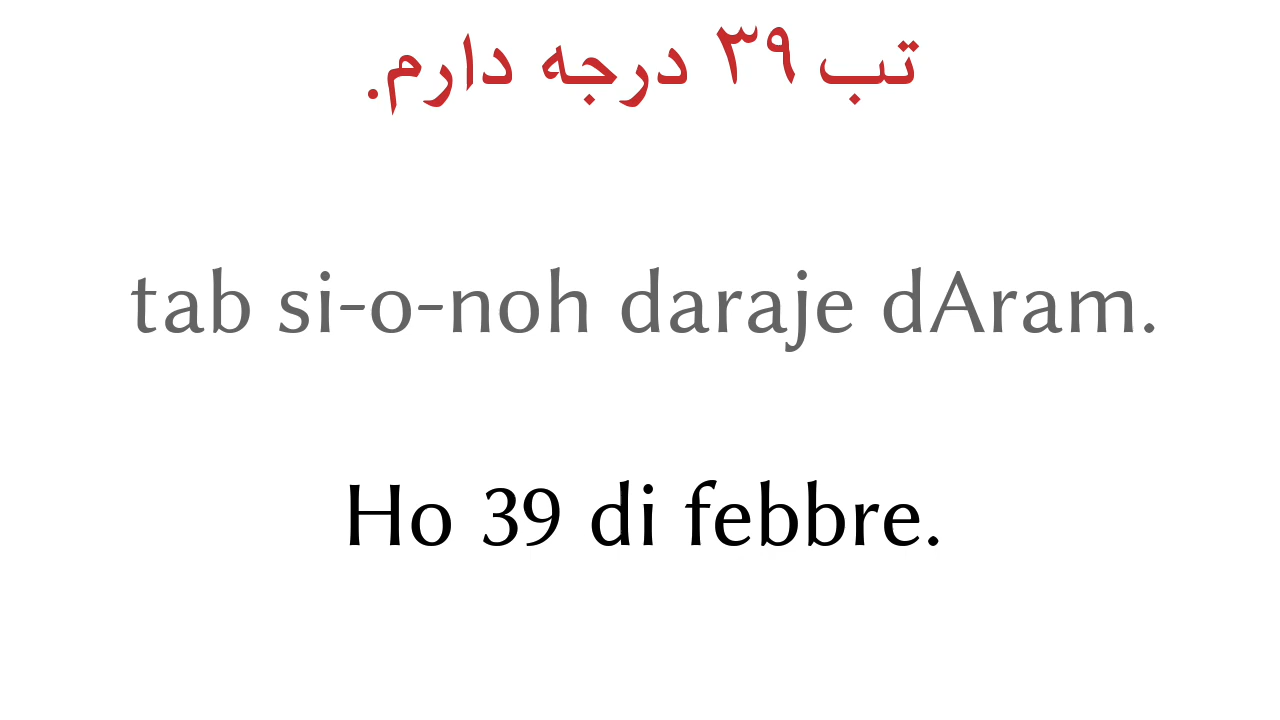 تب ۳۹ درجه دارم.
tab si-o-noh daraje dAram.
Ho 39 di febbre.